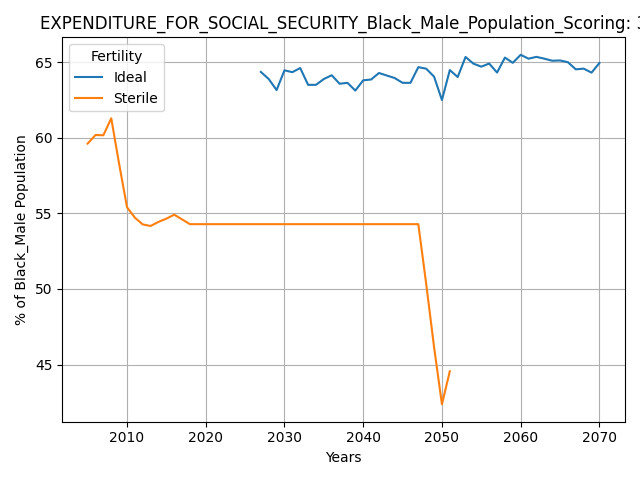 EXPENDITURE_FOR_SOCIAL_SECURITY_Black_Male_Population_Scoring:
Fertility
Ideal
Sterile
% of Black_Male Population
65
60
55
50
45
2010 2020 2030 2040 2050 2060 2070
Years